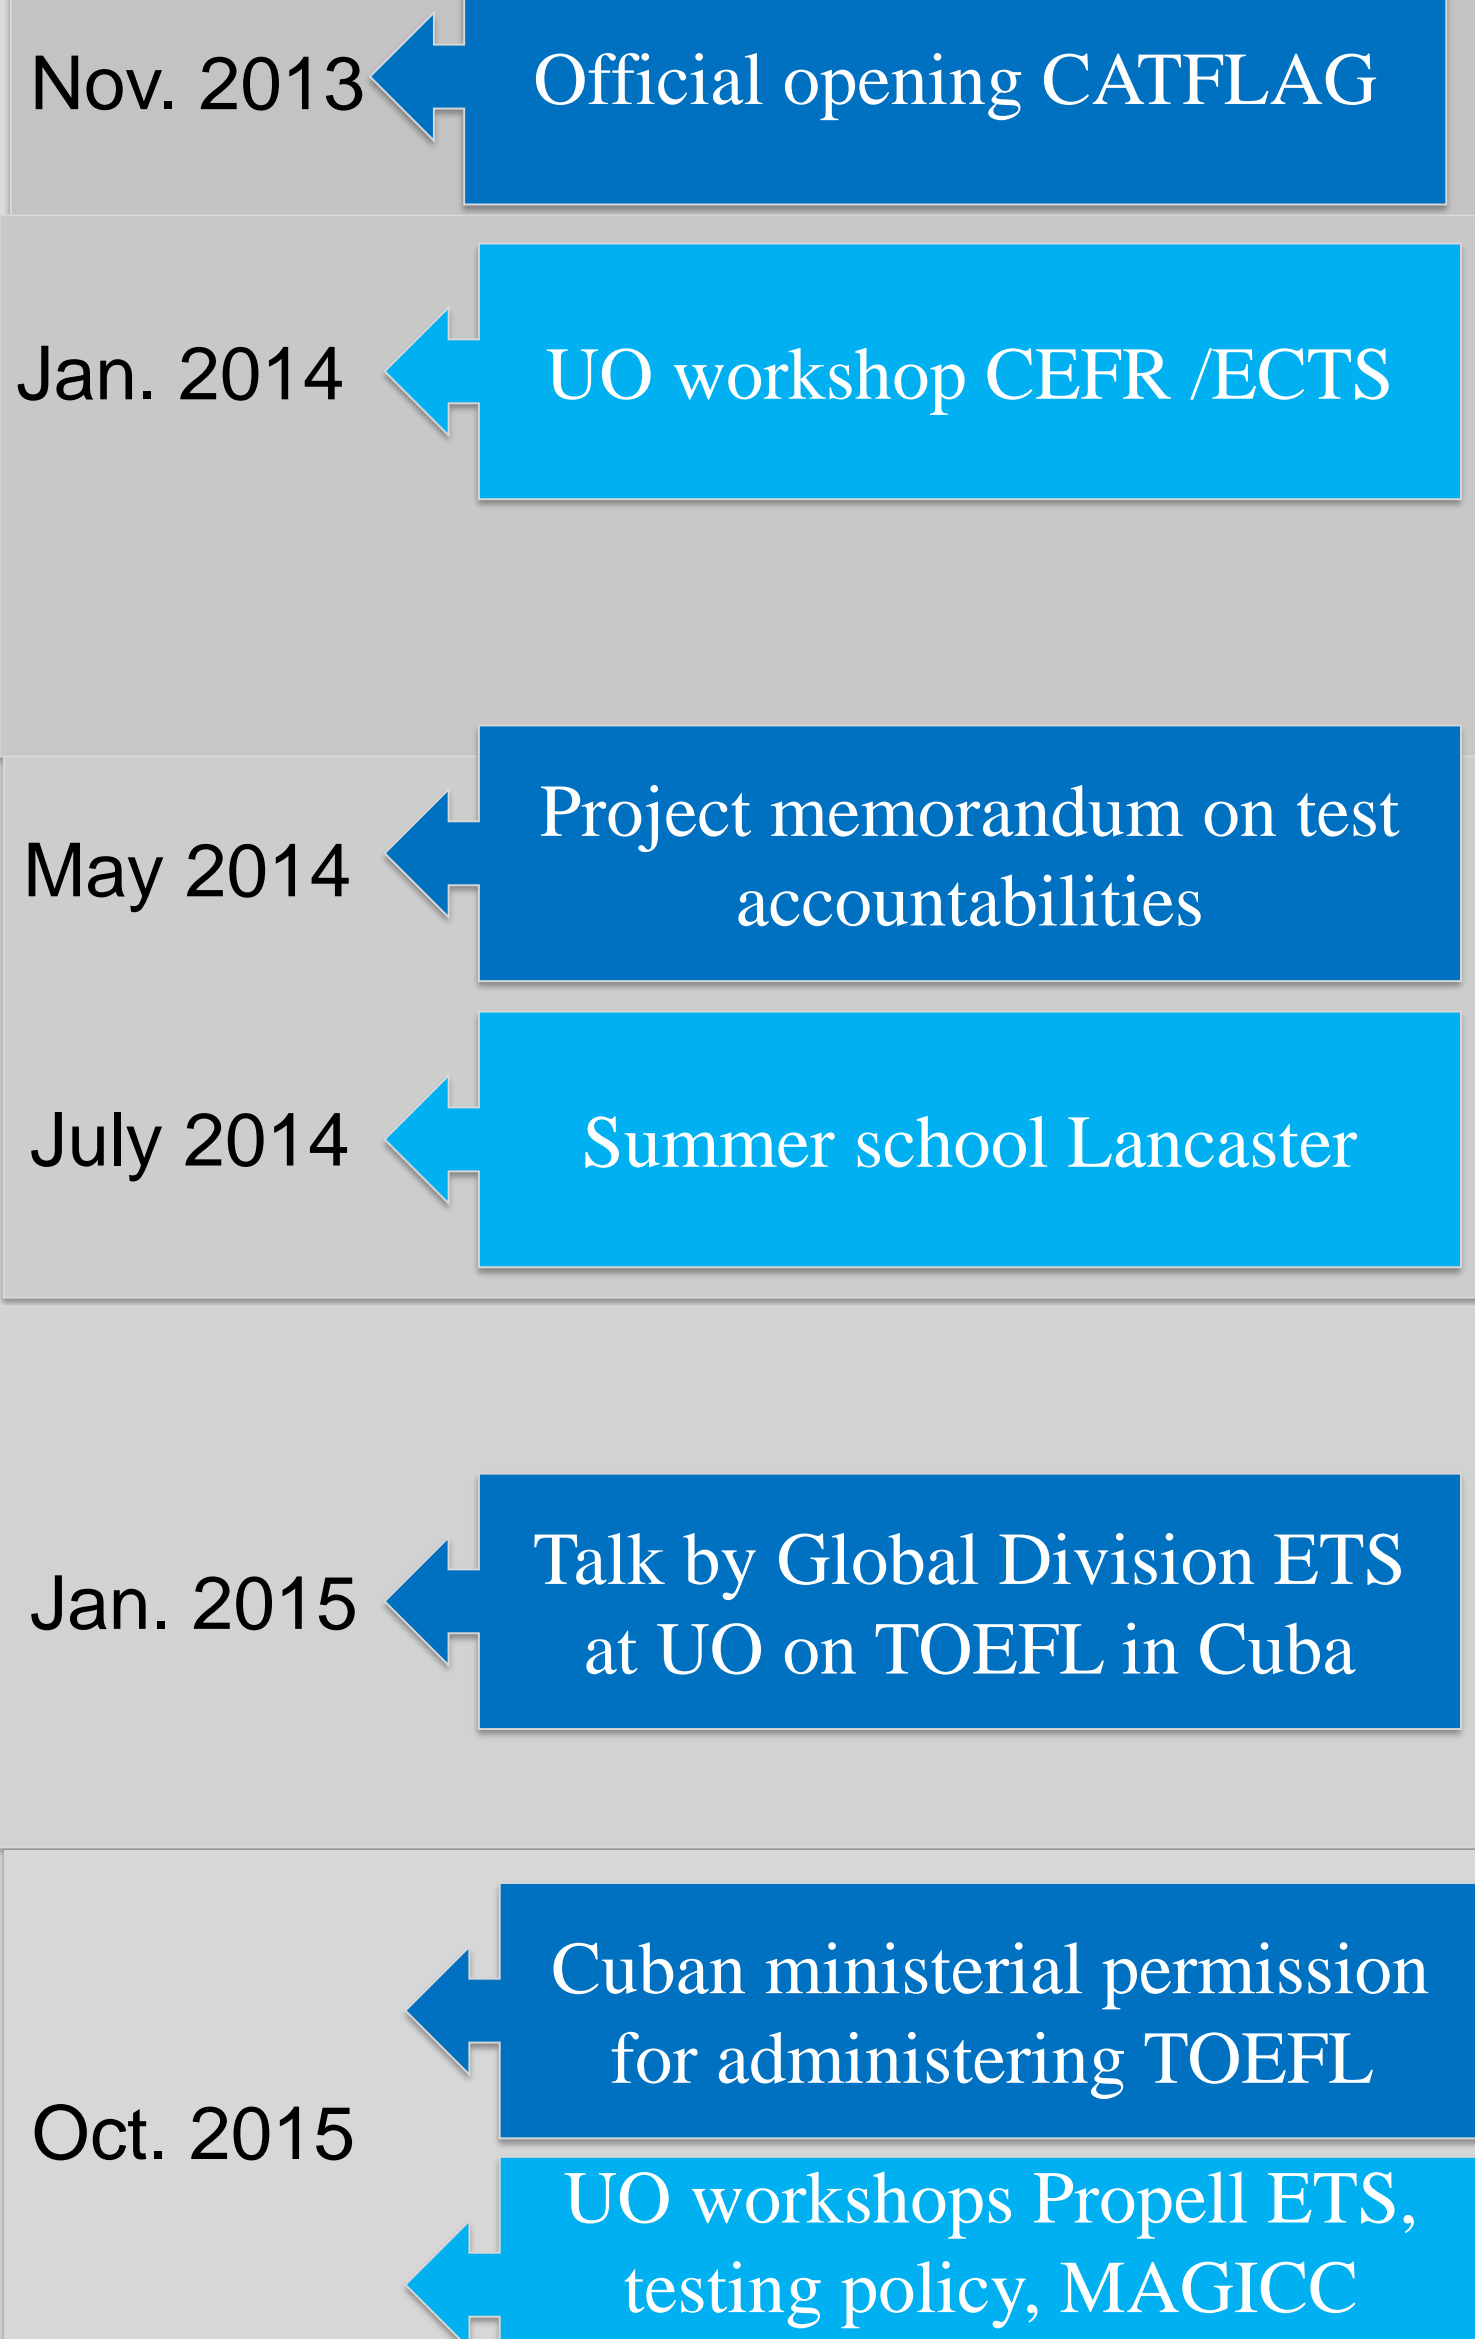 Nov. 2013
Official opening CATFLAG
Jan. 2014
UO workshop CEFR /ECTS
May 2014
Project memorandum on test
accountabilities
July 2014
Summer school Lancaster
Jan. 2015
Talk by Global Division ETS
at UO on TOEFL in Cuba
Oct. 2015
Cuban ministerial permission
for administering TOEFL
UO workshops Propell ETS,
testing policy, MAGICC